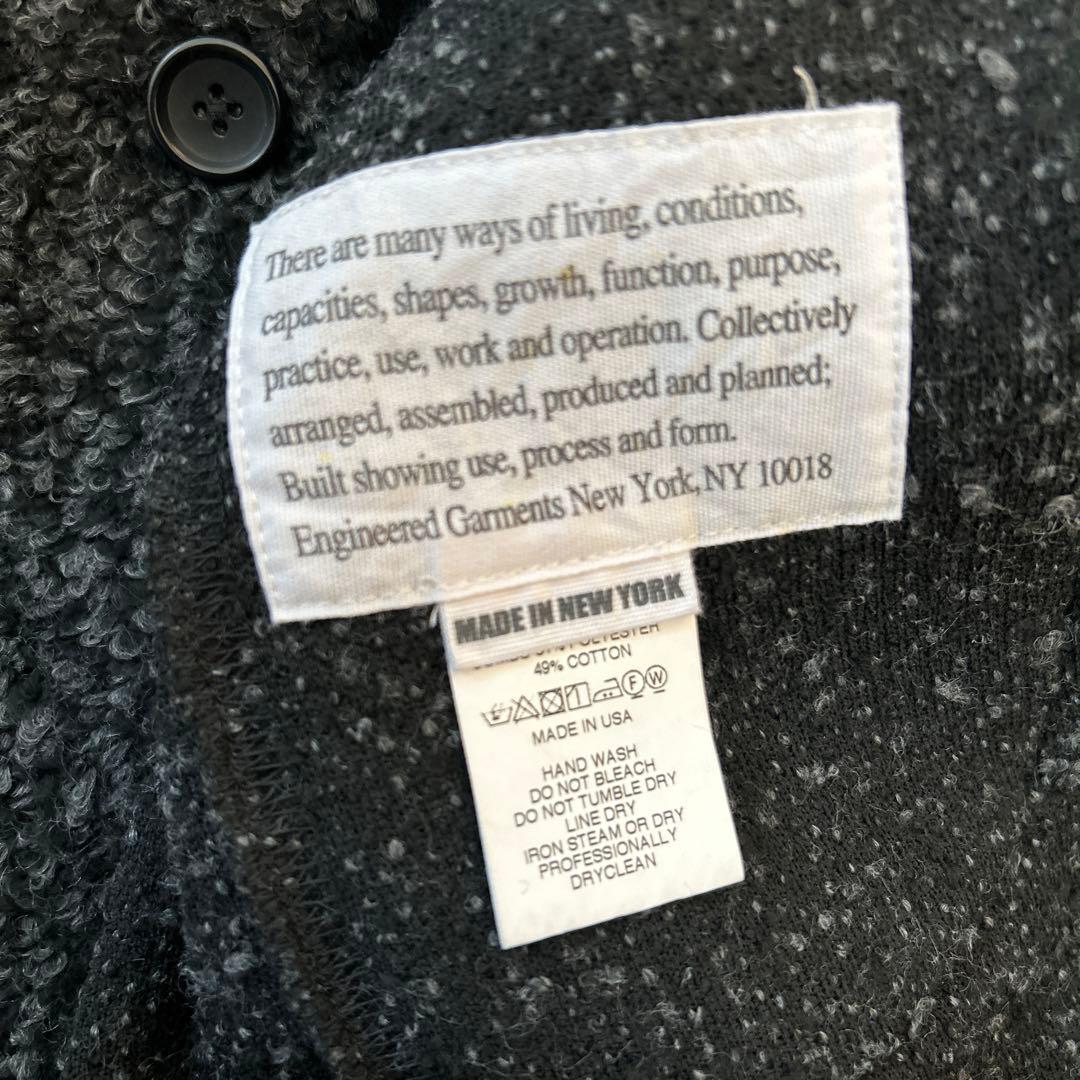 There are many ways of living, conditions,
capacities, shapes, growth, function, purpose,
practice, use, work and operation. Collectively
arranged, assembled, produced and planned;
Built showing use, process and form.
Engineered Garments New York, NY 10018
MADE IN NEW YORK
POLYESTER
49% COTTON
F W
MADE IN USA
HAND WASH
DO NOT BLEACH
DO NOT TUMBLE DRY
LINE DRY
IRON STEAM OR DRY
PROFESSIONALLY
DRYCLEAN